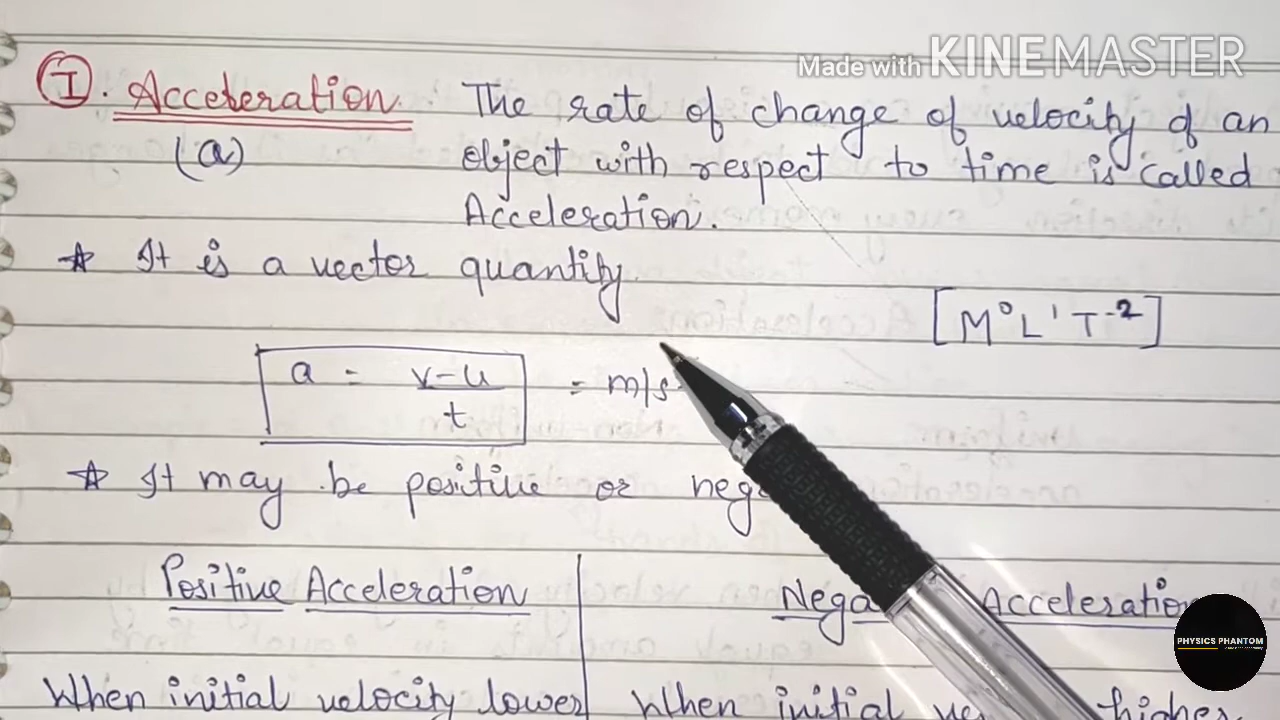 Made with KINEMASTER
I. Acceleration : The rate of change of velocity of an
(a) object with respect to time is called
Acceleration.
* It is a vector quantity
[M⁰L¹T⁻²]
a = v-u / t = m/s
* It may be positive or
Positive Acceleration Acceleration
PHYSICS PHANTOM
When initial velocity lower When initial higher